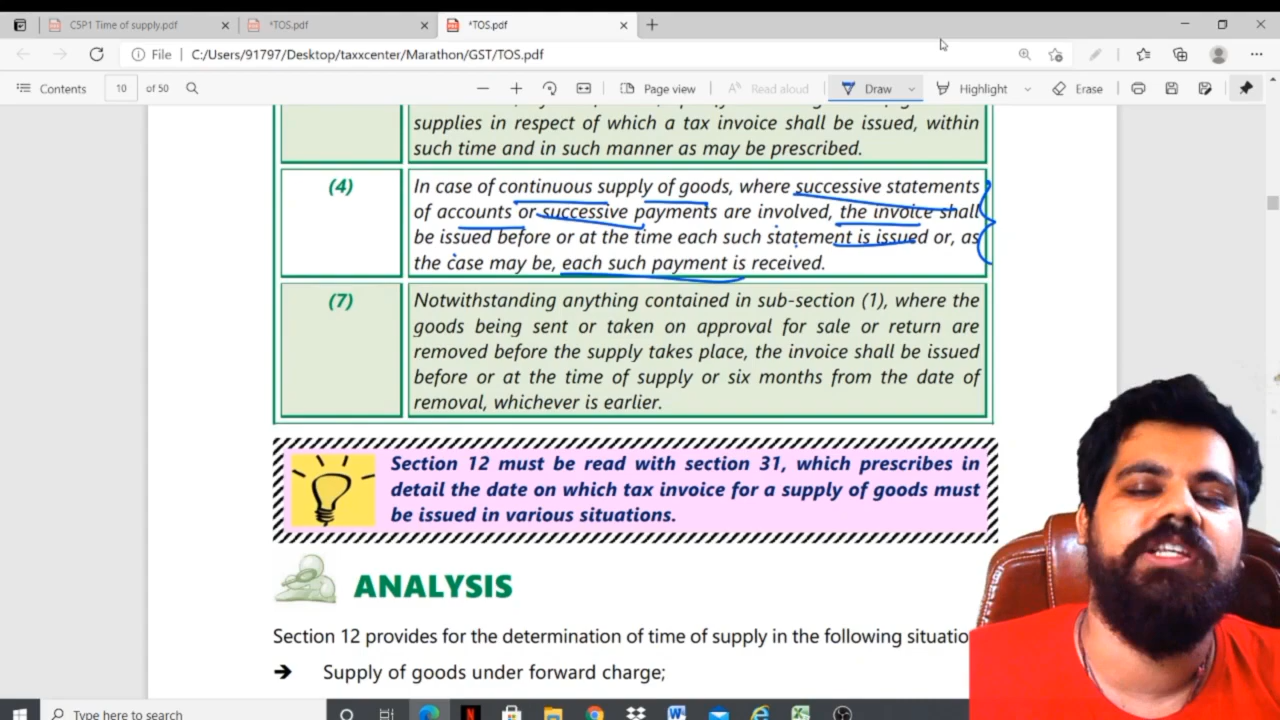 C5P1 Time of supply.pdf
*TOS.pdf
*TOS.pdf
File
C:/Users/91797/Desktop/taxxcenter/Marathon/GST/TOS.pdf
Contents
10 of 50
Page view
Read aloud
Draw
Highlight
Erase
supplies in respect of which a tax invoice shall be issued, within
such time and in such manner as may be prescribed.
(4)
In case of continuous supply of goods, where successive statements
of accounts or successive payments are involved, the invoice shall
be issued before or at the time each such statement is issued or, as
the case may be, each such payment is received.
(7)
Notwithstanding anything contained in sub-section (1), where the
goods being sent or taken on approval for sale or return are
removed before the supply takes place, the invoice shall be issued
before or at the time of supply or six months from the date of
removal, whichever is earlier.
Section 12 must be read with section 31, which prescribes in
detail the date on which tax invoice for a supply of goods must
be issued in various situations.
ANALYSIS
Section 12 provides for the determination of time of supply in the following
Supply of goods under forward charge;
Type here to search